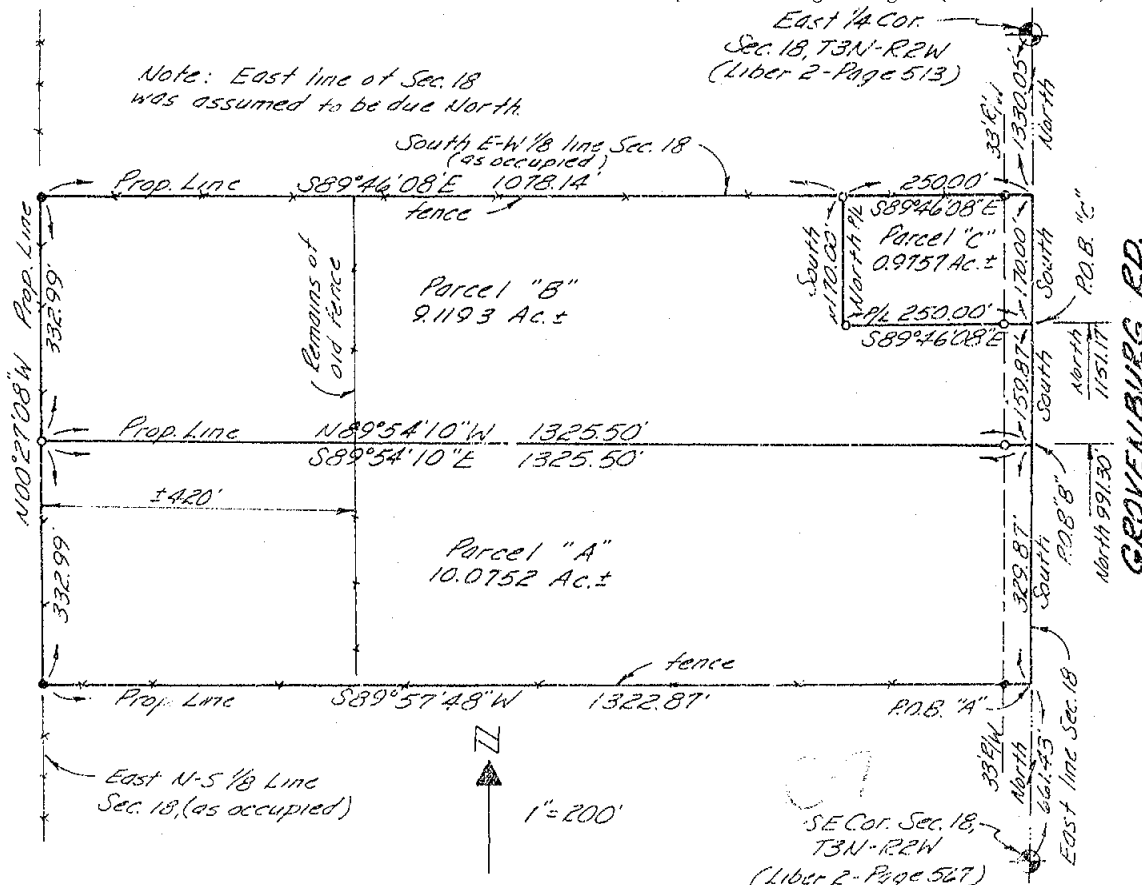 East 1/4 Cor.
Sec. 18, T3N-R2W
(Liber 2-Page 513)
Note: East line of Sec. 18
was assumed to be due North.
33' R/W
1330.05'
North
South E-W 1/8 line Sec. 18
(as occupied)
Prop. Line S89°46'08"E 1078.14'
fence
250.00'
S89°46'08"E
Parcel "C"
0.9757 Ac.±
South
170.00'
North P/L
170.00'
South
P.O.B. "C"
P/L 250.00'
S89°46'08"E
N00°27'08"W Prop. Line
332.99'
Remains of
old fence
Parcel "B"
9.1193 Ac.±
159.87'
South
North
1151.17'
GROVENBURG RD.
Prop. Line N89°54'10"W 1325.50'
S89°54'10"E 1325.50'
±420'
P.O.B. "B"
North 991.30'
332.99'
Parcel "A"
10.0752 Ac.±
329.87'
South
fence
Prop. Line S89°57'48"W 1322.87'
P.O.B. "A"
33' R/W
North
661.43'
East line Sec. 18
East N-S 1/8 Line
Sec. 18, (as occupied)
N
1"=200'
SE Cor. Sec. 18,
T3N-R2W
(Liber 2-Page 567)